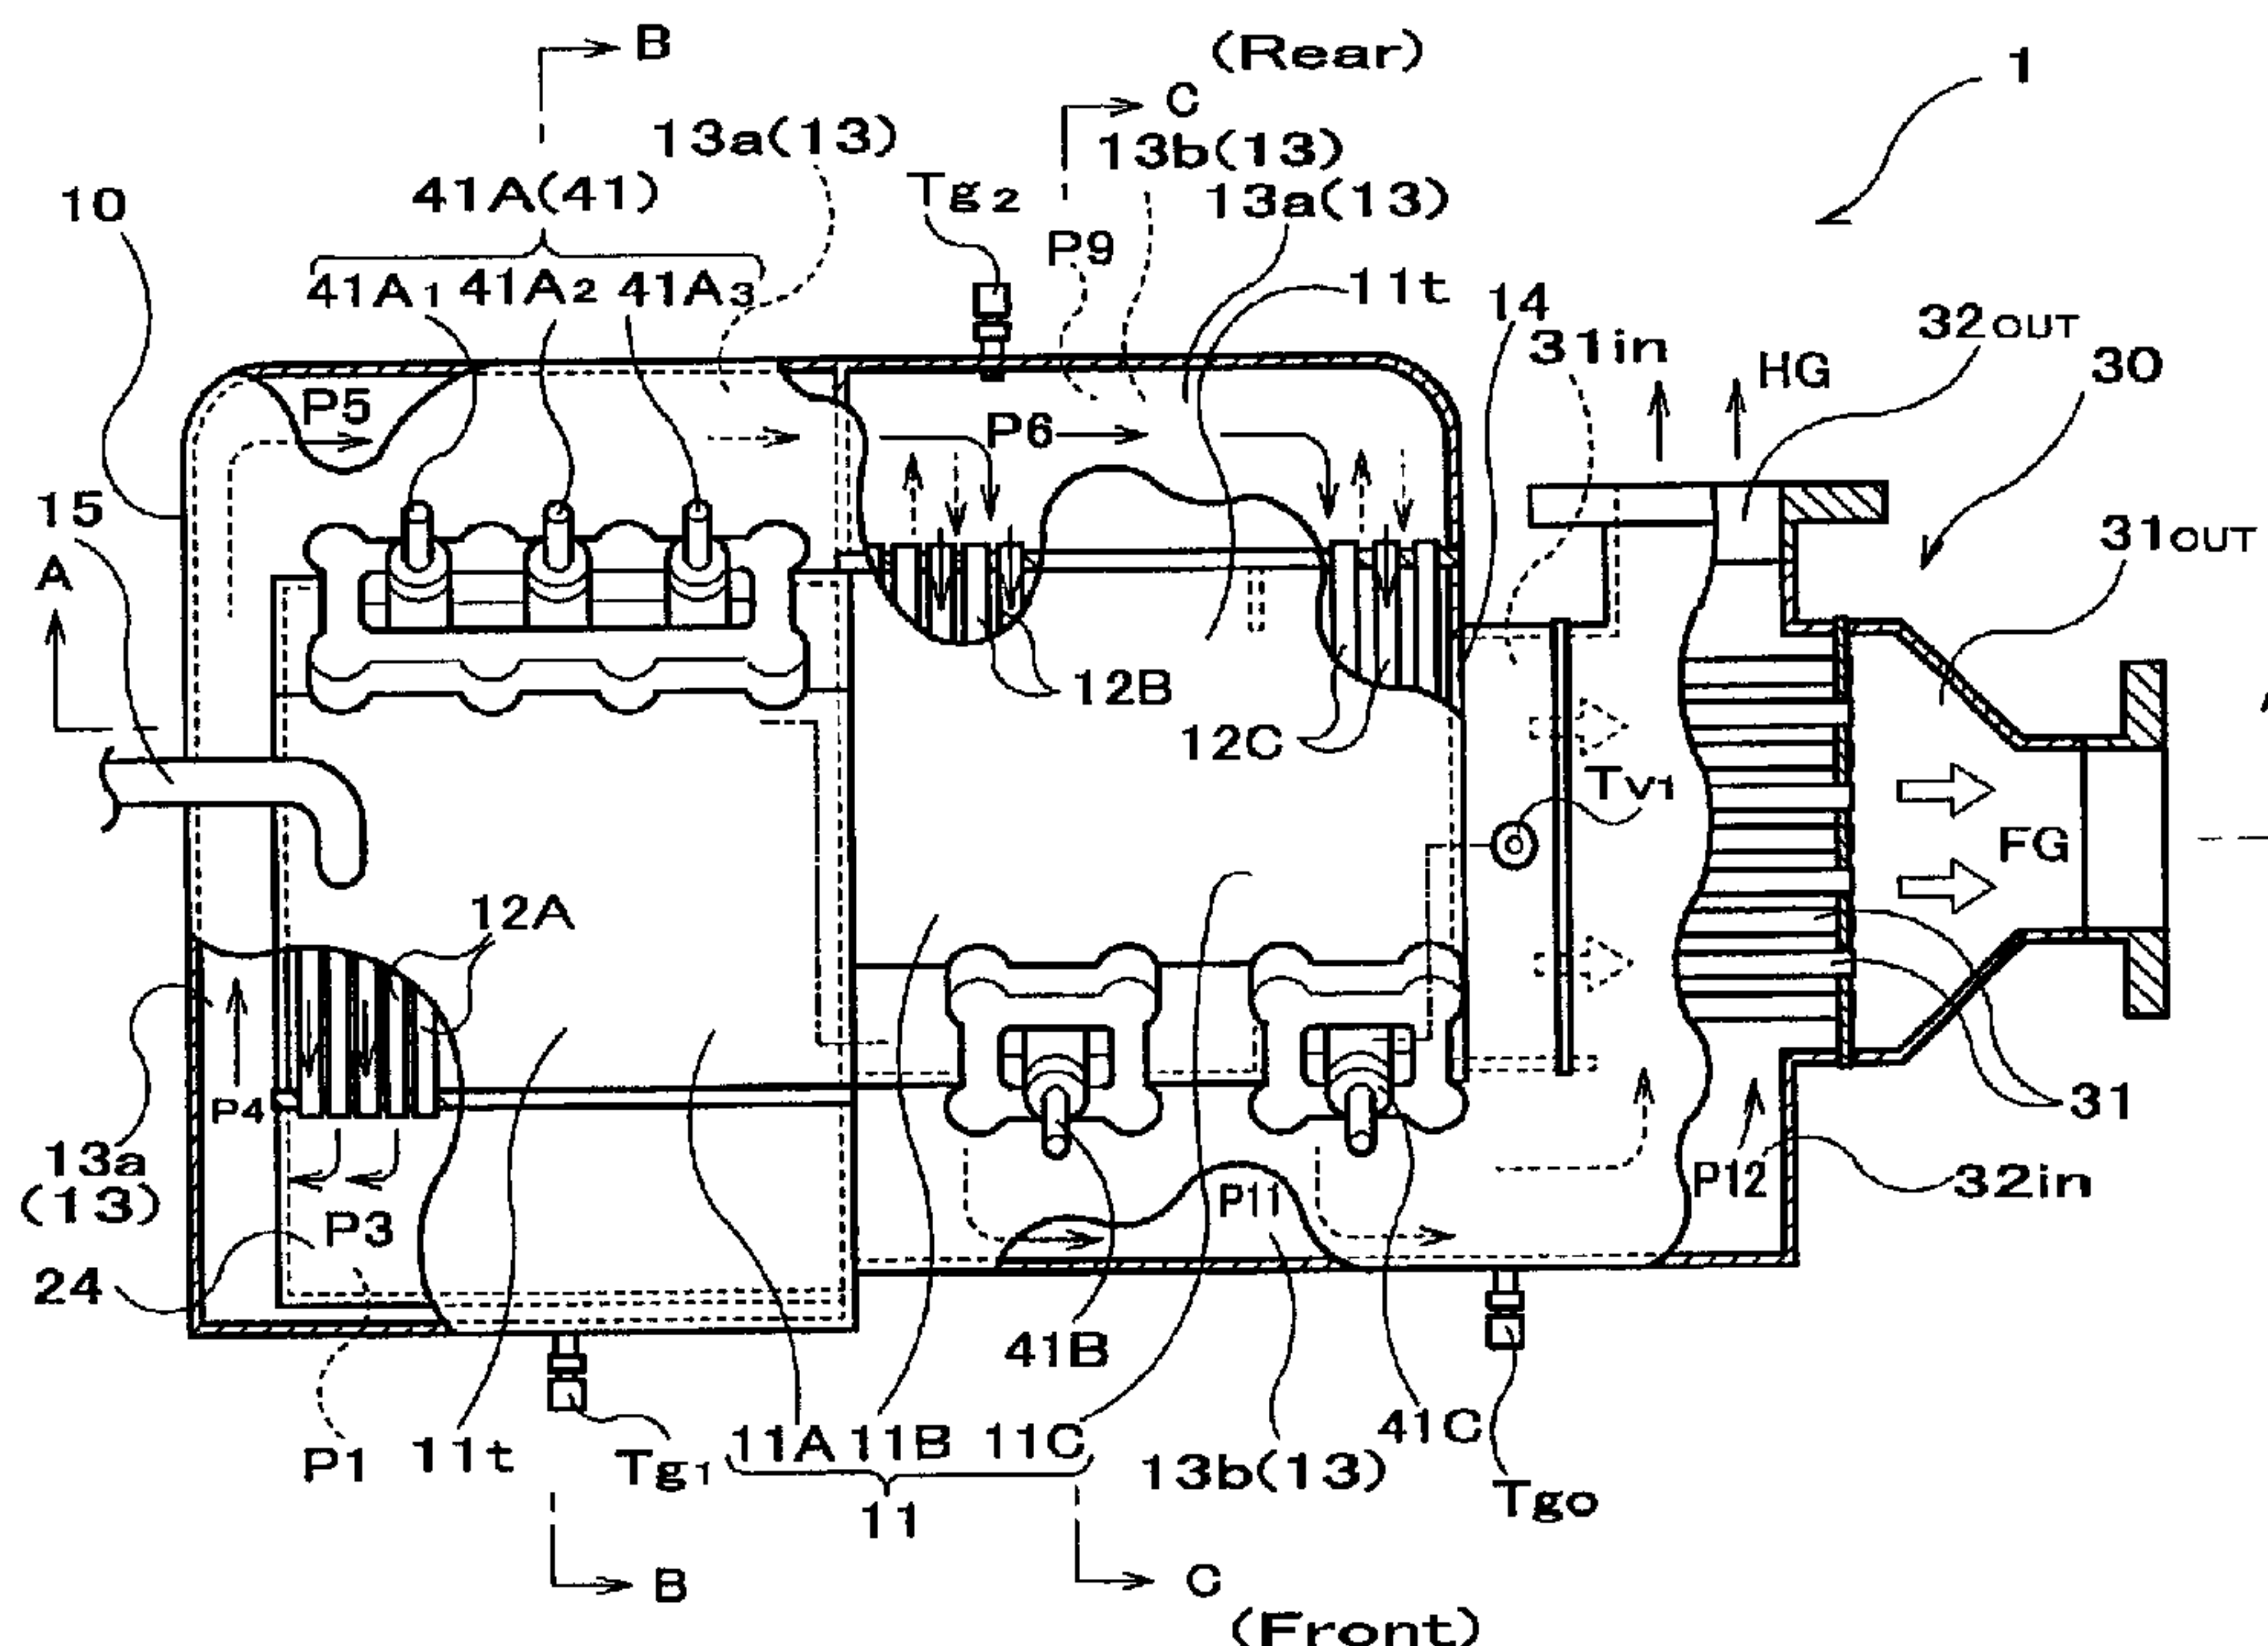 B
(Rear)
1
C
13a(13)
13b(13)
41A(41)
Tg2
13a(13)
10
P9
41A1 41A2 41A3
11t
14
31in
32OUT
HG
30
P5
P6
15
31OUT
A
12B
12C
Tv1
FG
12A
P4
31
13a
(13)
P11
P12
32in
P3
24
41B
P1
11t
Tg1
11A 11B 11C
41C
13b(13)
Tgo
11
B
C
(Front)